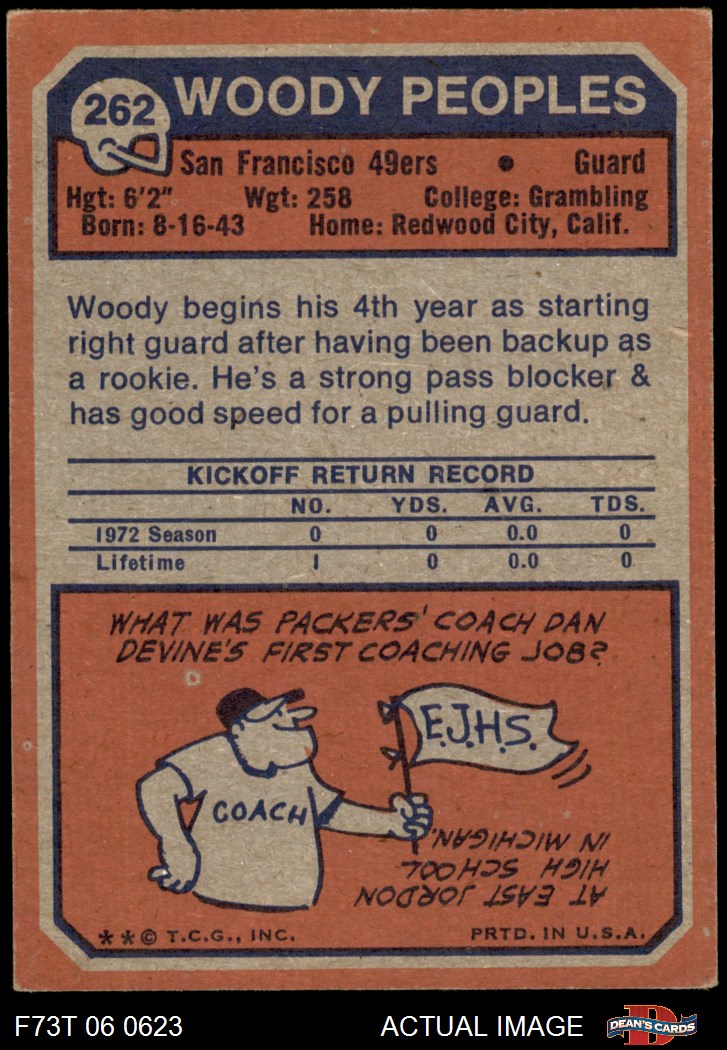 262
WOODY PEOPLES
San Francisco 49ers • Guard
Hgt: 6'2" Wgt: 258 College: Grambling
Born: 8-16-43 Home: Redwood City, Calif.
Woody begins his 4th year as starting
right guard after having been backup as
a rookie. He's a strong pass blocker &
has good speed for a pulling guard.
KICKOFF RETURN RECORD
NO. YDS. AVG. TDS.
1972 Season 0 0 0.0 0
Lifetime 1 0 0.0 0
WHAT WAS PACKERS' COACH DAN
DEVINE'S FIRST COACHING JOB?
E.J.H.S.
COACH
AT EAST JORDON
HIGH SCHOOL
IN MICHIGAN.
**© T.C.G., INC. PRTD. IN U.S.A.
F73T 06 0623 ACTUAL IMAGE
D
DEAN'S CARDS